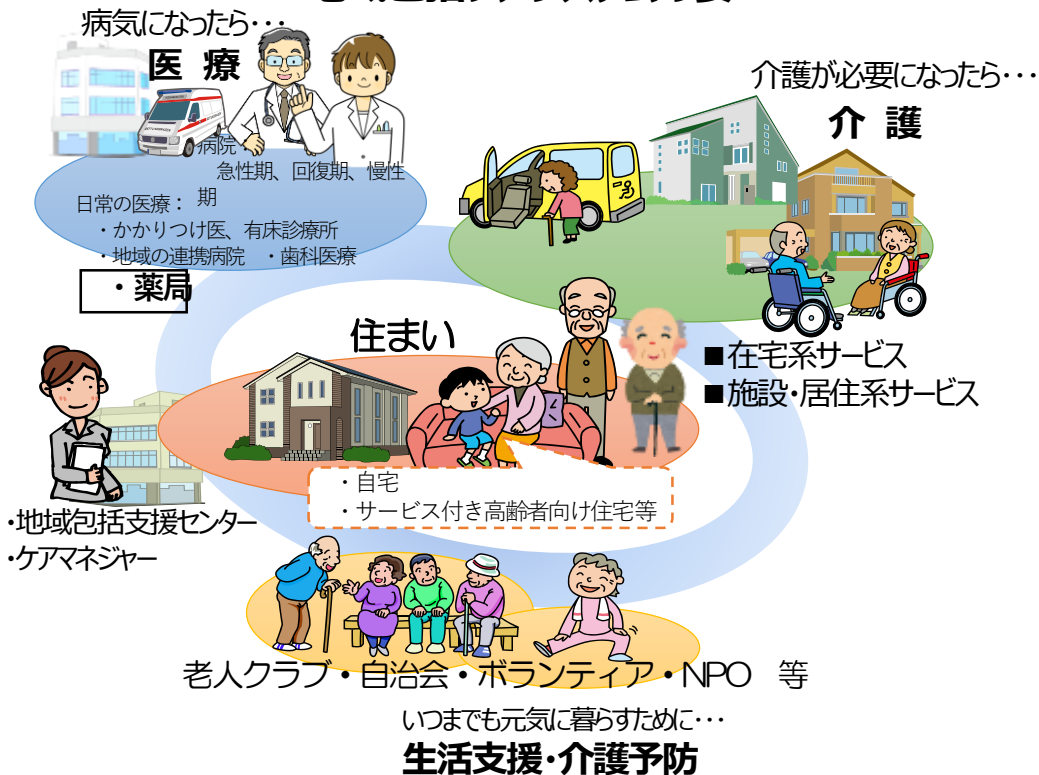 病気になったら・・・
医 療
病院：
急性期、回復期、慢性
期
日常の医療：
・かかりつけ医、有床診療所
・地域の連携病院 ・歯科医療
・薬局
介護が必要になったら・・・
介 護
住まい
■在宅系サービス
■施設・居住系サービス
・自宅
・サービス付き高齢者向け住宅等
・地域包括支援センター
・ケアマネジャー
老人クラブ・自治会・ボランティア・NPO 等
いつまでも元気に暮らすために・・・
生活支援・介護予防